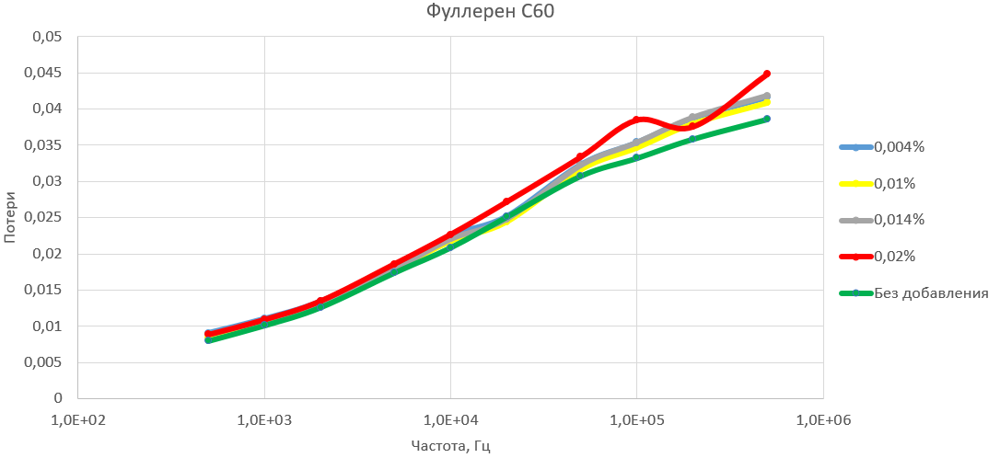 Фуллерен C60
0,05
0,045
0,04
0,035
0,03
0,025
0,02
0,015
0,01
0,005
0
Потери
1,0E+02
1,0E+03
1,0E+04
1,0E+05
1,0E+06
Частота, Гц
0,004%
0,01%
0,014%
0,02%
Без добавления